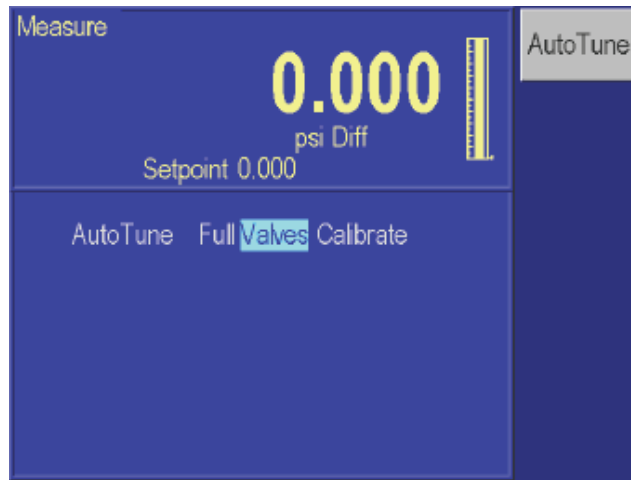 Measure
AutoTune
0.000
psi Diff
Setpoint 0.000
AutoTune Full Valves Calibrate